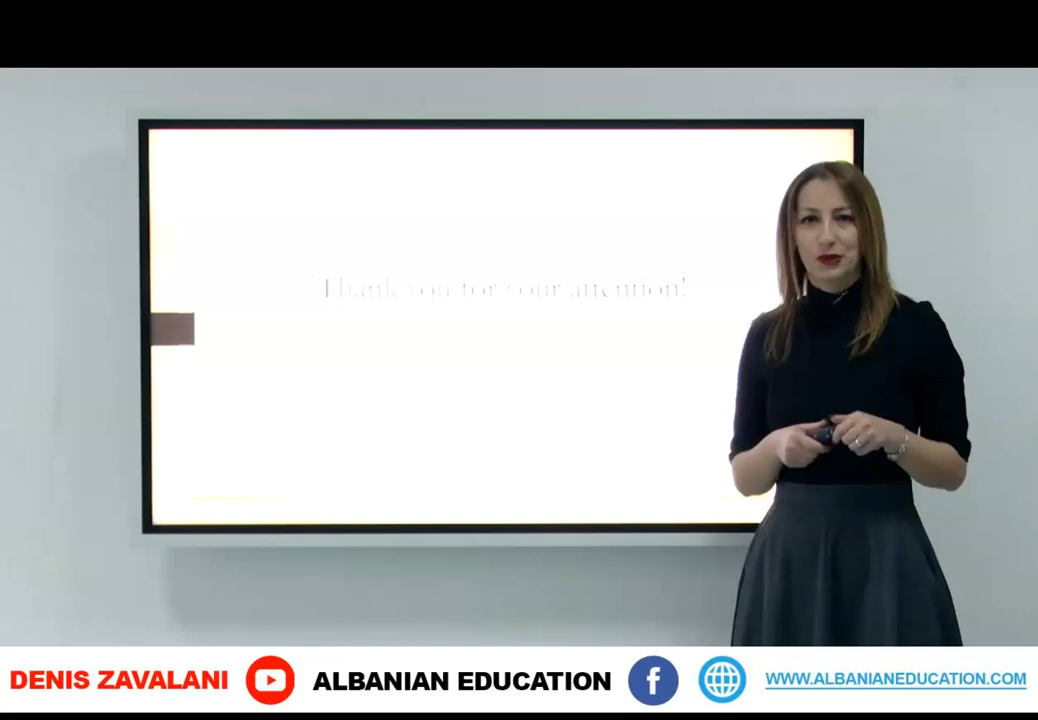 Thank you for your attention!
DENIS ZAVALANI
ALBANIAN EDUCATION
WWW.ALBANIANEDUCATION.COM